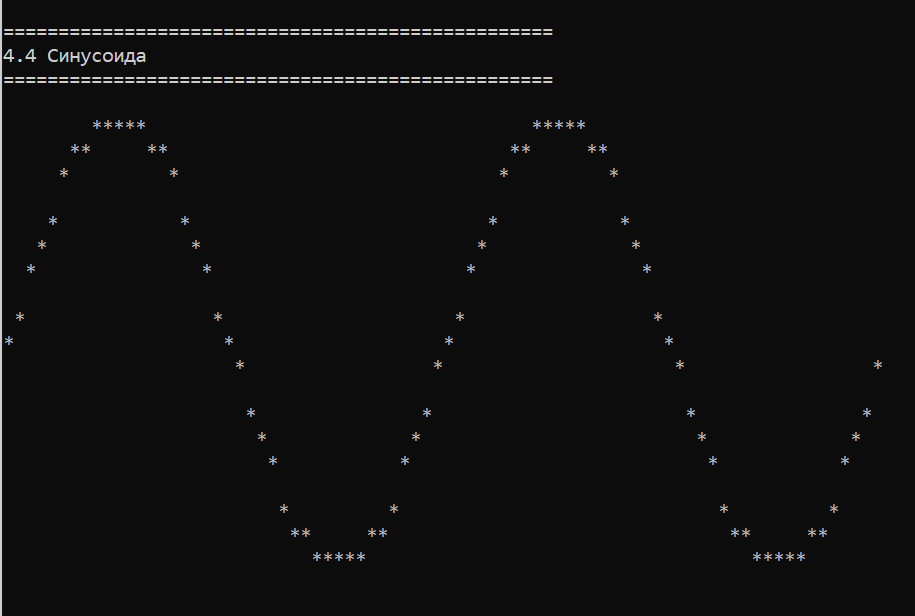 ==================================================
4.4 Синусоида
==================================================
        *****                                   *****
      **     **                               **     **
     *         *                             *         *
    *           *                           *           *
   *             *                         *             *
  *               *                       *               *
 *                 *                     *                 *
*                   *                   *                   *
                     *                 *                     *                 *
                      *               *                       *               *
                       *             *                         *             *
                        *           *                           *           *
                         *         *                             *         *
                          **     **                               **     **
                            *****                                   *****